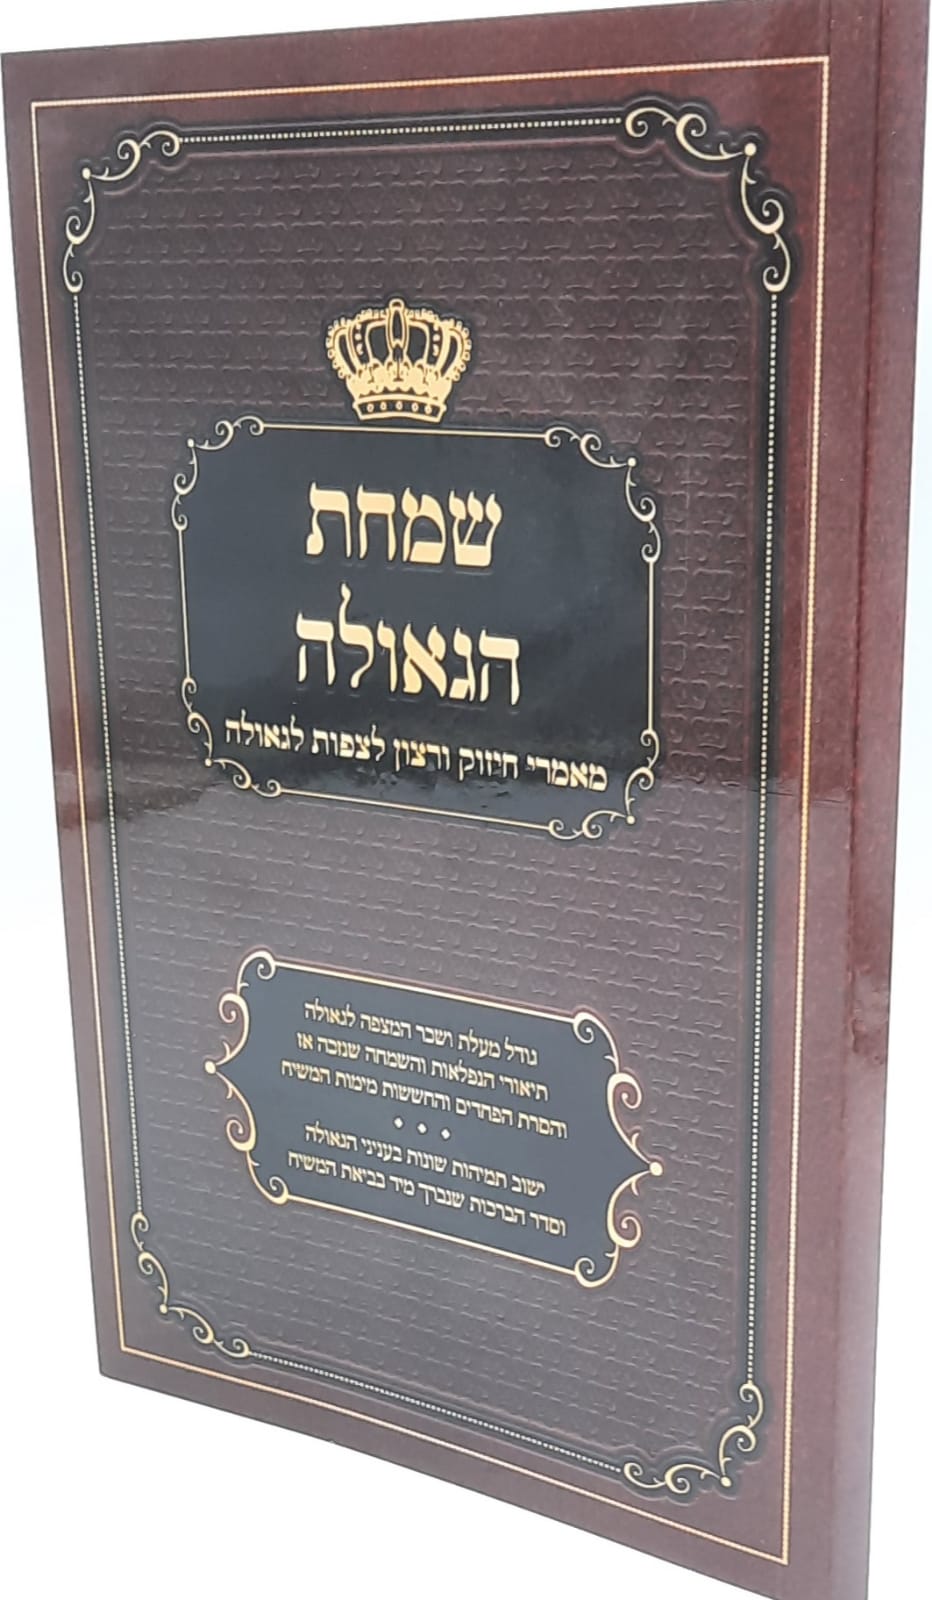 שמחת
הגאולה
מאמרי חיזוק ורצון לצפות לגאולה
גודל מעלת ושכר המצפה לגאולה
תיאורי הנפלאות והשמחה שנזכה אז
והסרת הפחדים והחששות מימות המשיח
ישוב תמיהות שונות בעניני הגאולה
וסדר הברכות שנברך מיד בביאת המשיח